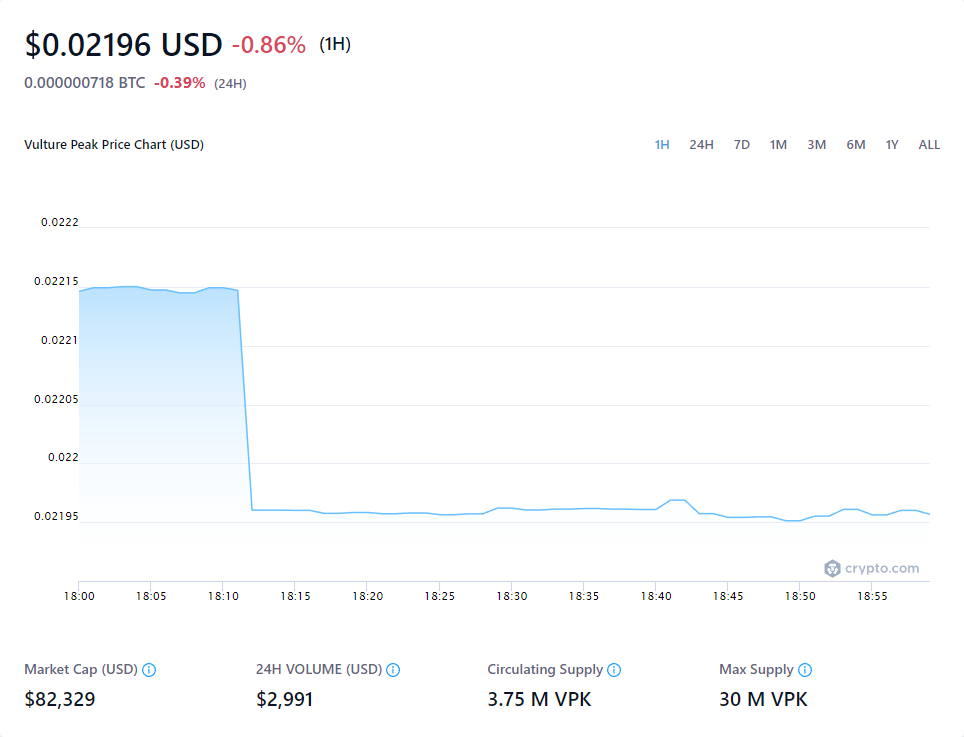 $0.02196 USD -0.86% (1H)
0.000000718 BTC -0.39% (24H)
Vulture Peak Price Chart (USD) 1H 24H 7D 1M 3M 6M 1Y ALL
0.0222
0.02215
0.0221
0.02205
0.022
0.02195
crypto.com
18:00 18:05 18:10 18:15 18:20 18:25 18:30 18:35 18:40 18:45 18:50 18:55
Market Cap (USD) 24H VOLUME (USD) Circulating Supply Max Supply
$82,329 $2,991 3.75 M VPK 30 M VPK